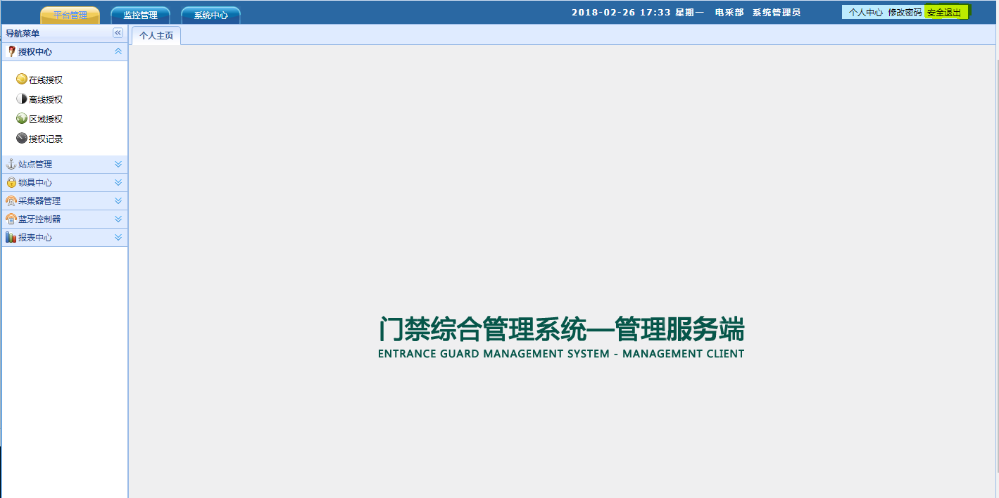 平台管理 监控管理 系统中心 2018-02-26 17:33 星期一 电采部 系统管理员 个人中心 修改密码 安全退出
导航菜单
个人主页
授权中心
在线授权
离线授权
区域授权
授权记录
站点管理
锁具中心
采集器管理
蓝牙控制器
报表中心
门禁综合管理系统—管理服务端
ENTRANCE GUARD MANAGEMENT SYSTEM - MANAGEMENT CLIENT